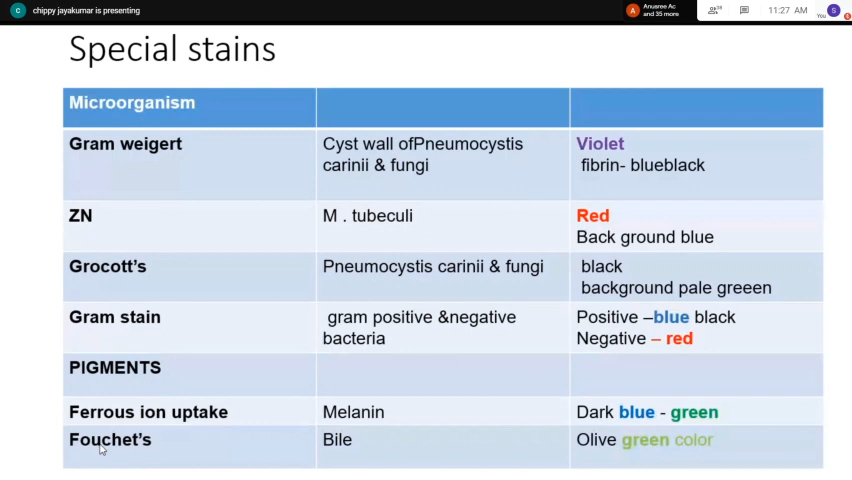 C chippy jayakumar is presenting
A Anusree Ac
and 35 more
38
11:27 AM
You S
Special stains
Microorganism
Gram weigert
Cyst wall ofPneumocystis
carinii & fungi
Violet
fibrin- blueblack
ZN
M . tubeculi
Red
Back ground blue
Grocott's
Pneumocystis carinii & fungi
black
background pale greeen
Gram stain
gram positive &negative
bacteria
Positive –blue black
Negative – red
PIGMENTS
Ferrous ion uptake
Melanin
Dark blue - green
Fouchet's
Bile
Olive green color